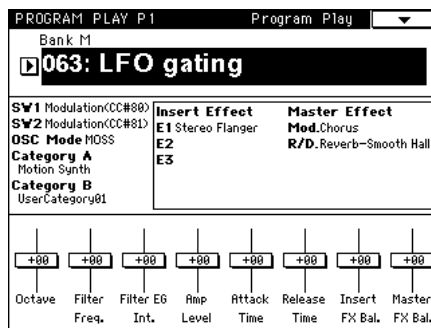 PROGRAM PLAY P1 Program Play
Bank M
063: LFO gating
SW1 Modulation(CC#80)
SW2 Modulation(CC#81)
OSC Mode MOSS
Category A
Motion Synth
Category B
UserCategory01
Insert Effect
E1 Stereo Flanger
E2
E3
Master Effect
Mod.Chorus
R/D.Reverb-Smooth Hall
+00 +00 +00 +00 +00 +00 +00 +00
Octave Filter Filter EG Amp Attack Release Insert Master
Freq. Int. Level Time Time FX Bal. FX Bal.